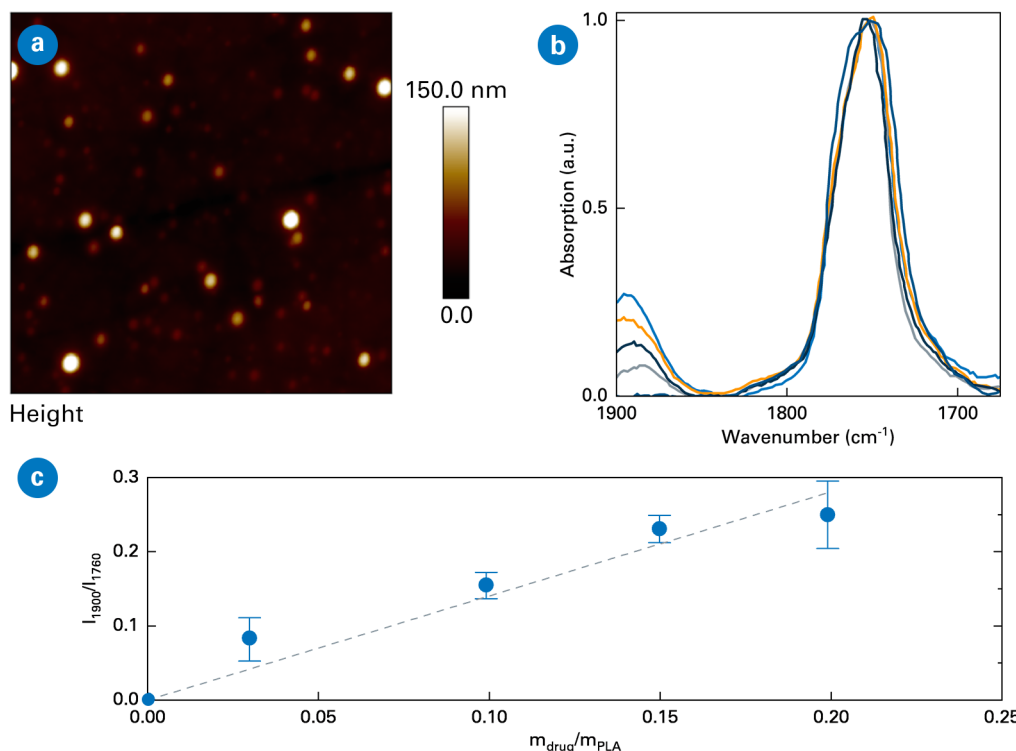 a
150.0 nm
0.0
Height
b
1.0
0.5
0.0
Absorption (a.u.)
1900
1800
1700
Wavenumber (cm⁻¹)
c
0.3
0.2
0.1
0.0
I₁₉₀₀/I₁₇₆₀
0.00
0.05
0.10
0.15
0.20
0.25
m_drug/m_PLA